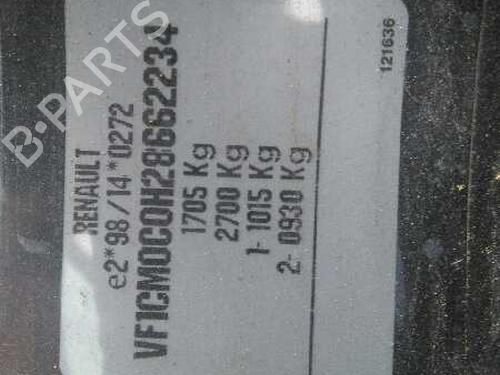 RENAULT
e2*98/14*0272
VF1CM0C0H28662234
1705 Kg
2700 Kg
1- 1015 Kg
2- 0930 Kg
121636
B-PARTS